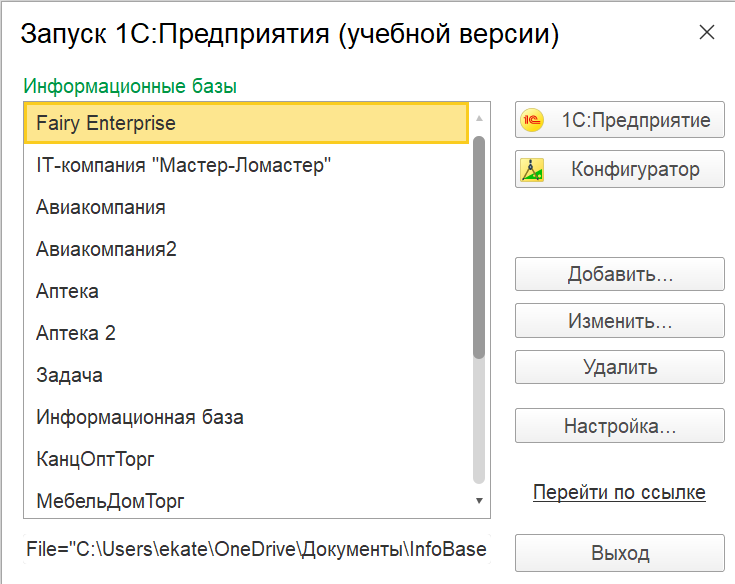 Запуск 1С:Предприятия (учебной версии)
Информационные базы
Fairy Enterprise
IT-компания "Мастер-Ломастер"
Авиакомпания
Авиакомпания2
Аптека
Аптека 2
Задача
Информационная база
КанцОптТорг
МебельДомТорг
File="C:\Users\ekate\OneDrive\Документы\InfoBase
1С:Предприятие
Конфигуратор
Добавить...
Изменить...
Удалить
Настройка...
Перейти по ссылке
Выход